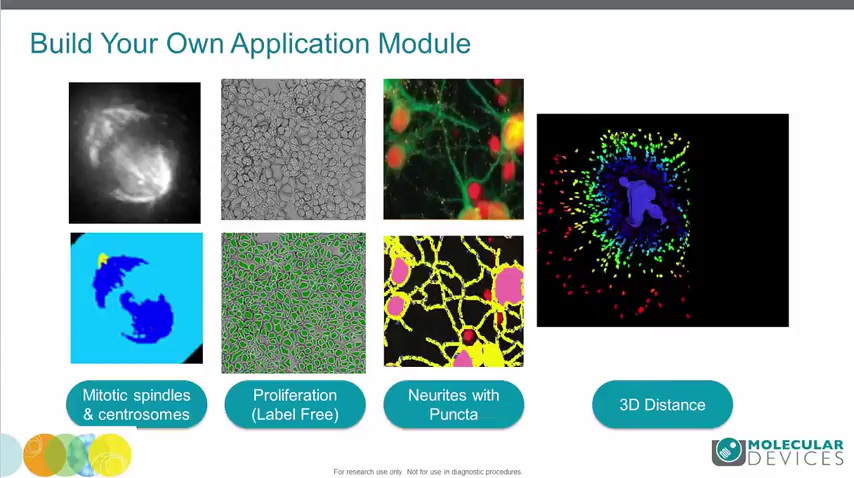 Build Your Own Application Module
Mitotic spindles
& centrosomes
Proliferation
(Label Free)
Neurites with
Puncta
3D Distance
MOLECULAR
DEVICES
For research use only. Not for use in diagnostic procedures.